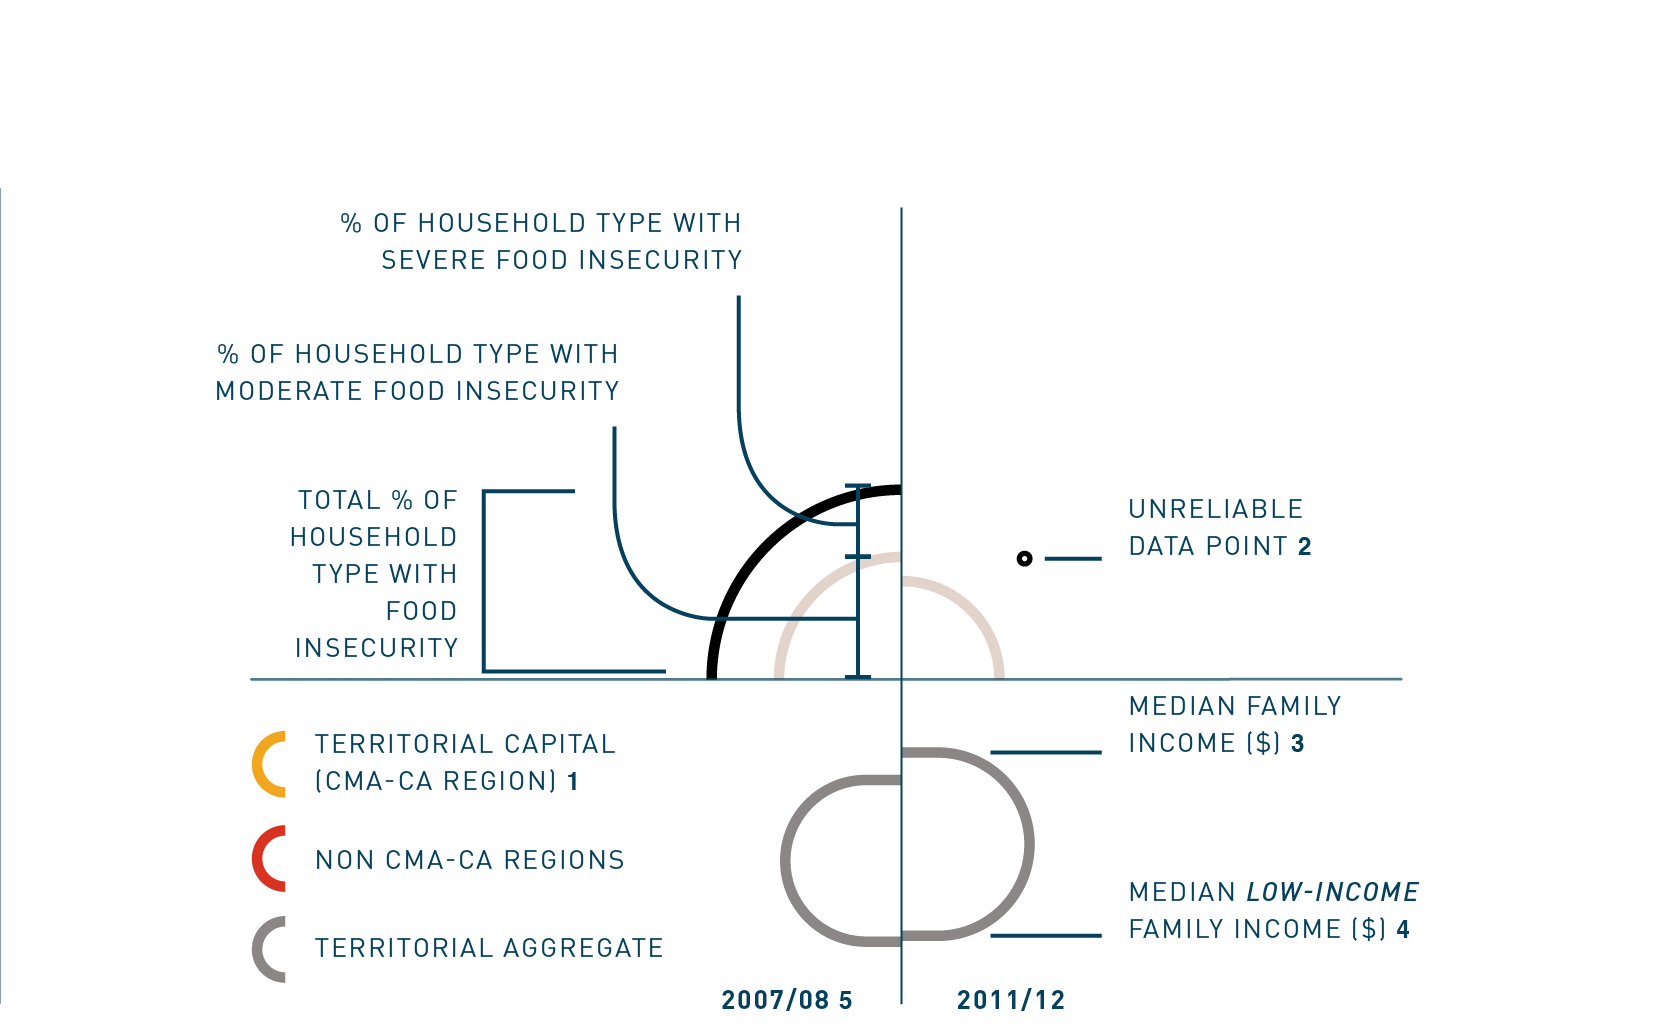 % OF HOUSEHOLD TYPE WITH
SEVERE FOOD INSECURITY
% OF HOUSEHOLD TYPE WITH
MODERATE FOOD INSECURITY
TOTAL % OF
HOUSEHOLD
TYPE WITH
FOOD
INSECURITY
UNRELIABLE
DATA POINT 2
TERRITORIAL CAPITAL
(CMA-CA REGION) 1
NON CMA-CA REGIONS
TERRITORIAL AGGREGATE
MEDIAN FAMILY
INCOME ($) 3
MEDIAN LOW-INCOME
FAMILY INCOME ($) 4
2007/08 5
2011/12